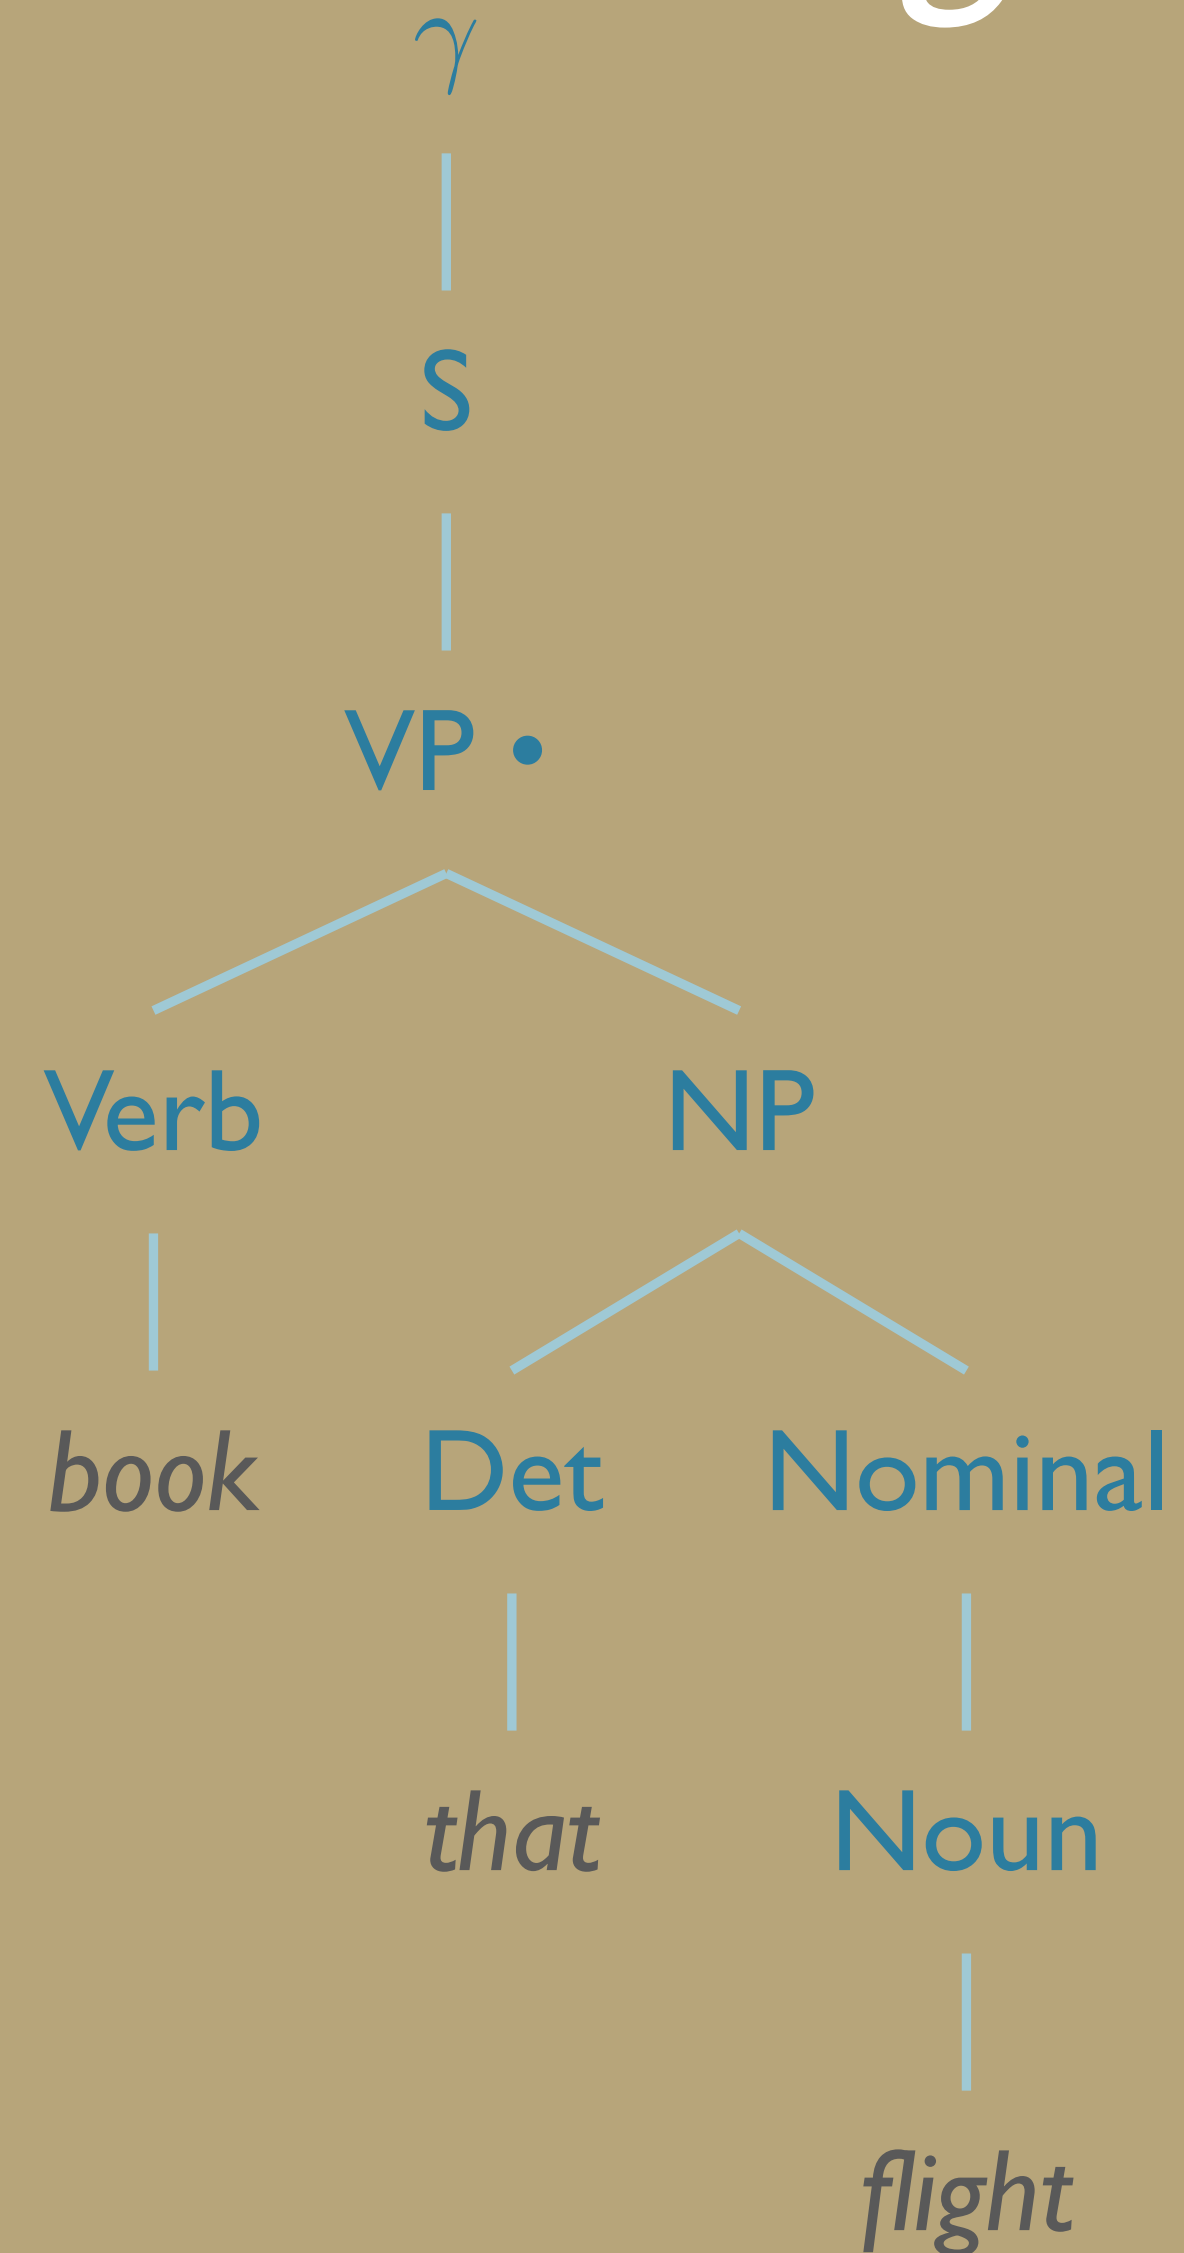 γ
S
VP •
Verb NP
book Det Nominal
that Noun
flight